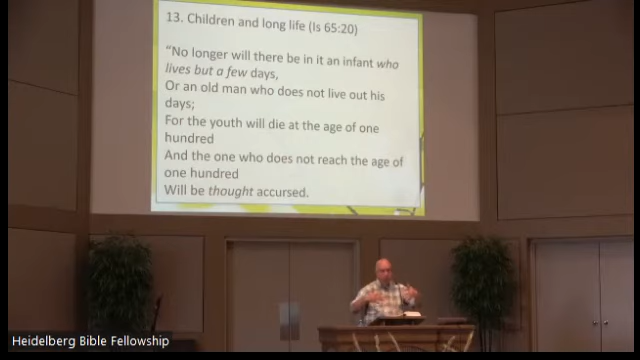 13. Children and long life (Is 65:20)
"No longer will there be in it an infant who
lives but a few days,
Or an old man who does not live out his
days;
For the youth will die at the age of one
hundred
And the one who does not reach the age of
one hundred
Will be thought accursed.
Heidelberg Bible Fellowship